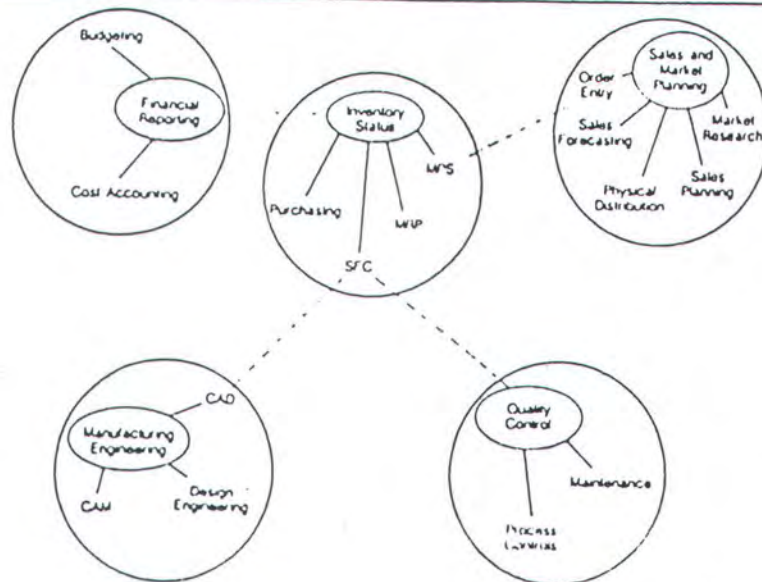 Budgeting
Financial
Reporting
Cost Accounting
Inventory
Status
MPS
Purchasing
MRP
SFC
Sales and
Market
Planning
Order
Entry
Market
Research
Sales
Forecasting
Sales
Planning
Physical
Distribution
CAD
Manufacturing
Engineering
Design
Engineering
CAM
Quality
Control
Maintenance
Process
Controls